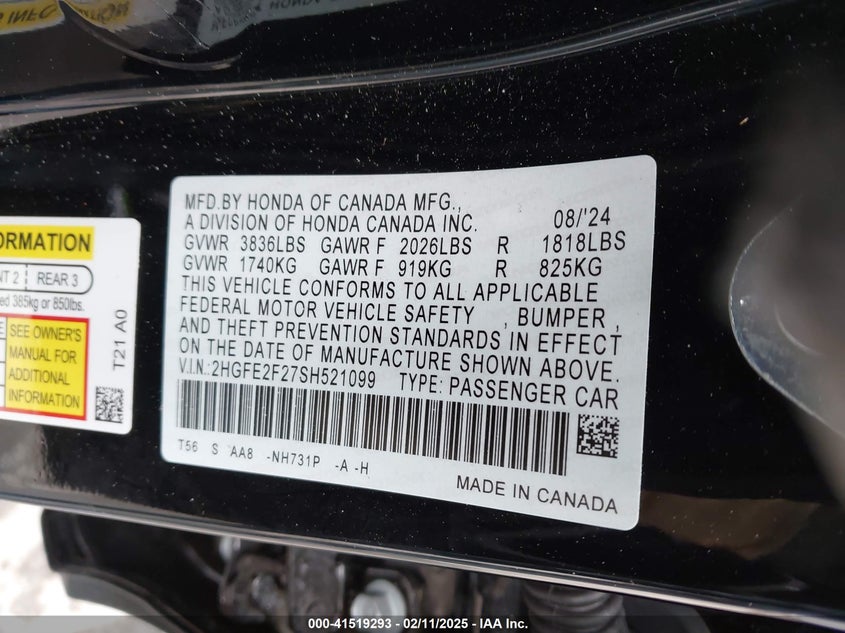 MFD.BY HONDA OF CANADA MFG.,
A DIVISION OF HONDA CANADA INC. 08/'24
GVWR 3836LBS GAWR F 2026LBS R 1818LBS
GVWR 1740KG GAWR F 919KG R 825KG
THIS VEHICLE CONFORMS TO ALL APPLICABLE
FEDERAL MOTOR VEHICLE SAFETY , BUMPER ,
AND THEFT PREVENTION STANDARDS IN EFFECT
ON THE DATE OF MANUFACTURE SHOWN ABOVE.
V.I.N.:2HGFE2F27SH521099 TYPE: PASSENGER CAR
T56 S AA8 -NH731P -A -H
MADE IN CANADA
REAR 3
385kg or 850lbs.
SEE OWNER'S
MANUAL FOR
ADDITIONAL
INFORMATION
T21 A0
000-41519293 - 02/11/2025 - IAA Inc.